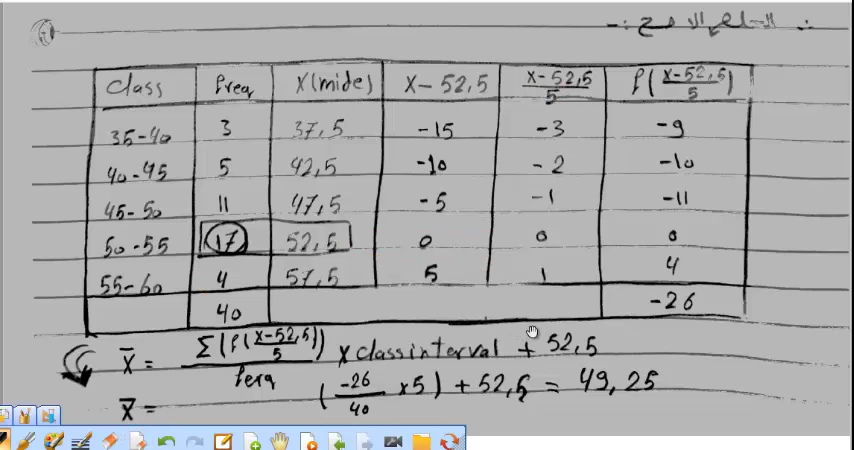 Class Freq X(mide) X-52,5 X-52,5/5 f(X-52,5/5)
35-40 3 37,5 -15 -3 -9
40-45 5 42,5 -10 -2 -10
45-50 11 47,5 -5 -1 -11
50-55 17 52,5 0 0 0
55-60 4 57,5 5 1 4
40 -26
X̄ = Σ(f(X-52,5/5))/ferq X classinterval + 52,5
X̄ = (-26/40 x5) + 52,5 = 49,25